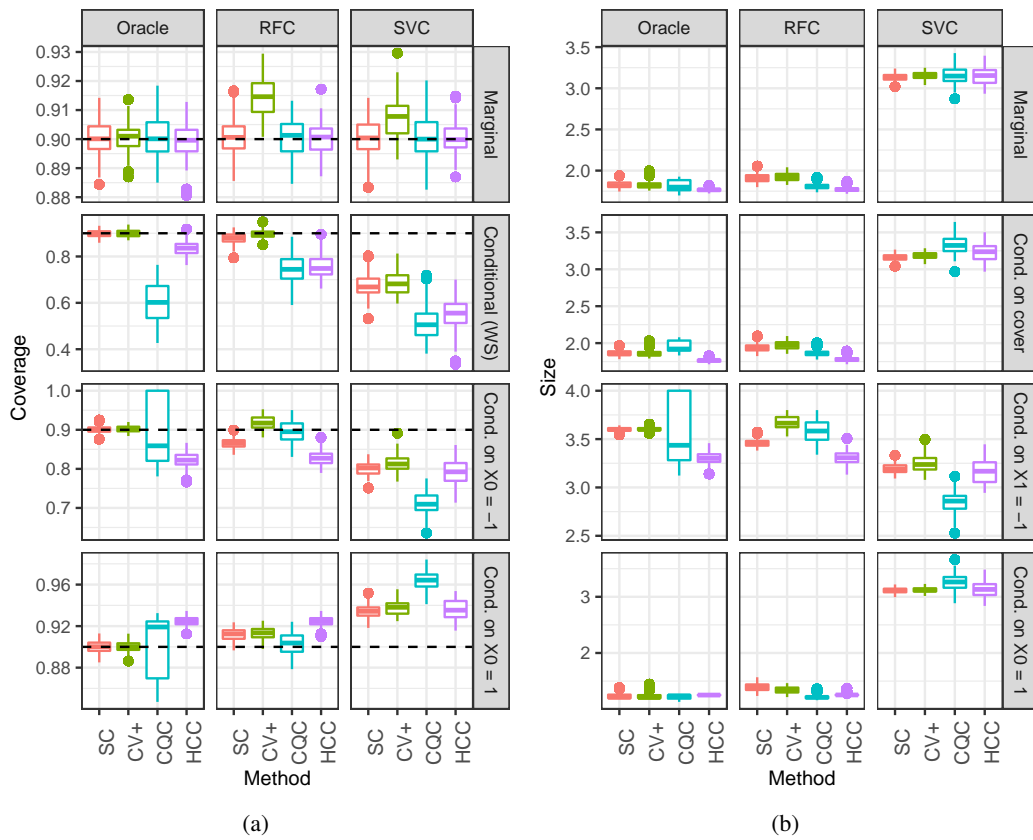 Oracle RFC SVC
0.93
0.92
0.91
0.90
0.89
0.88
Marginal
0.8
0.6
0.4
Conditional (WS)
1.0
0.9
0.8
0.7
Cond. on X0 = −1
0.96
0.92
0.88
Cond. on X0 = 1
Coverage
SC CV+ CQC HCC SC CV+ CQC HCC SC CV+ CQC HCC
Method
(a)
Oracle RFC SVC
3.5
3.0
2.5
2.0
Marginal
3.5
3.0
2.5
2.0
Cond. on cover
4.0
3.5
3.0
2.5
Cond. on X1 = −1
3
2
Cond. on X0 = 1
Size
SC CV+ CQC HCC SC CV+ CQC HCC SC CV+ CQC HCC
Method
(b)